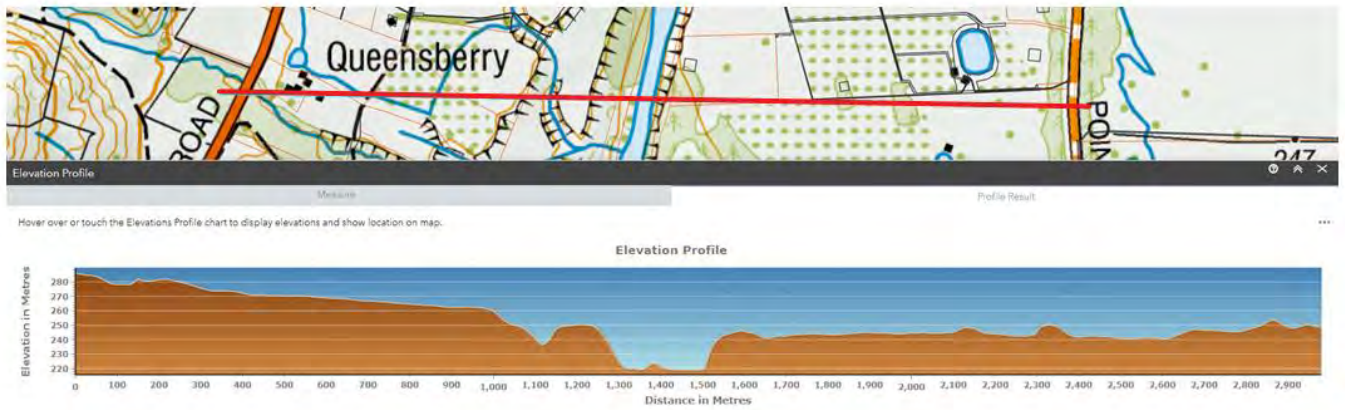 Queensberry
ROAD
POIN
247
Elevation Profile
Measure
Profile Result
Hover over or touch the Elevations Profile chart to display elevations and show location on map.
Elevation Profile
Elevation in Metres
280
270
260
250
240
230
220
0 100 200 300 400 500 600 700 800 900 1,000 1,100 1,200 1,300 1,400 1,500 1,600 1,700 1,800 1,900 2,000 2,100 2,200 2,300 2,400 2,500 2,600 2,700 2,800 2,900
Distance in Metres